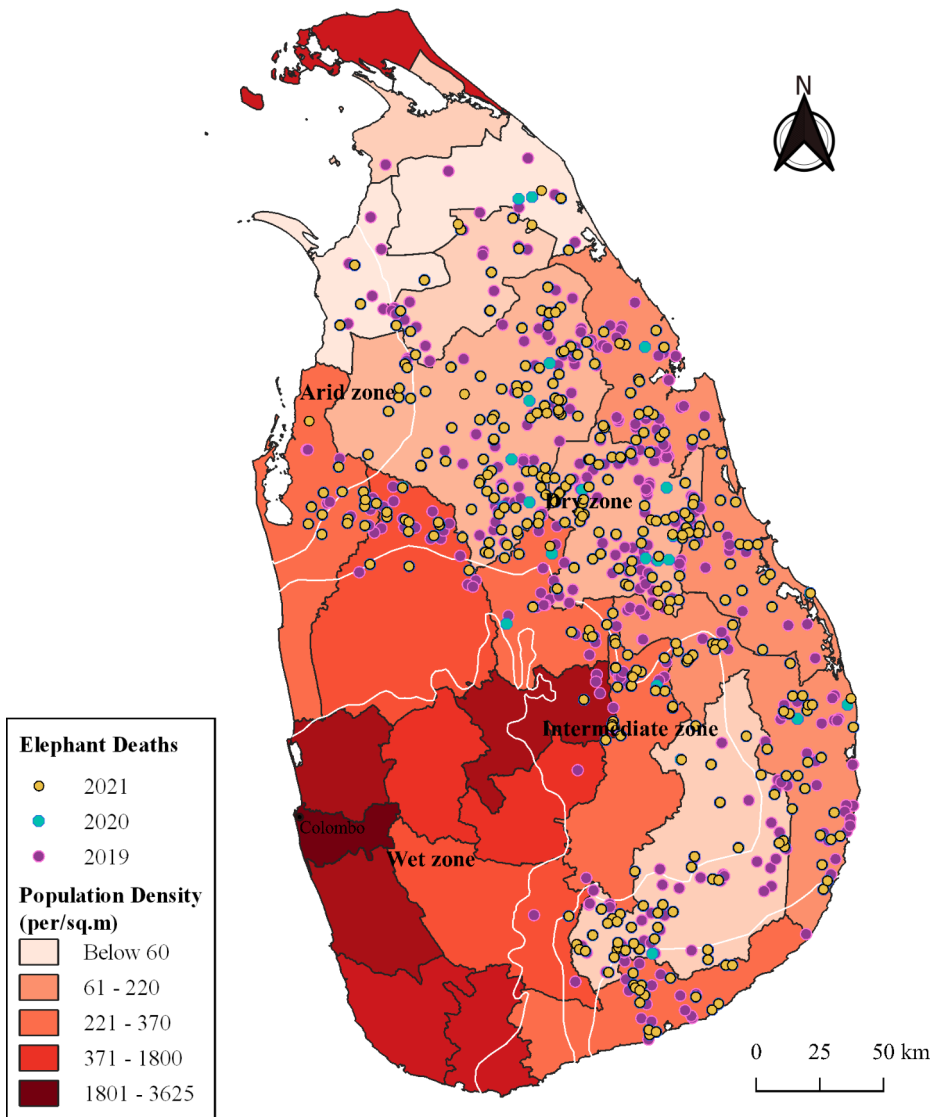 N
Arid zone
Dry zone
Intermediate zone
Colombo
Wet zone
Elephant Deaths
2021
2020
2019
Population Density
(per/sq.m)
Below 60
61 - 220
221 - 370
371 - 1800
1801 - 3625
0 25 50 km